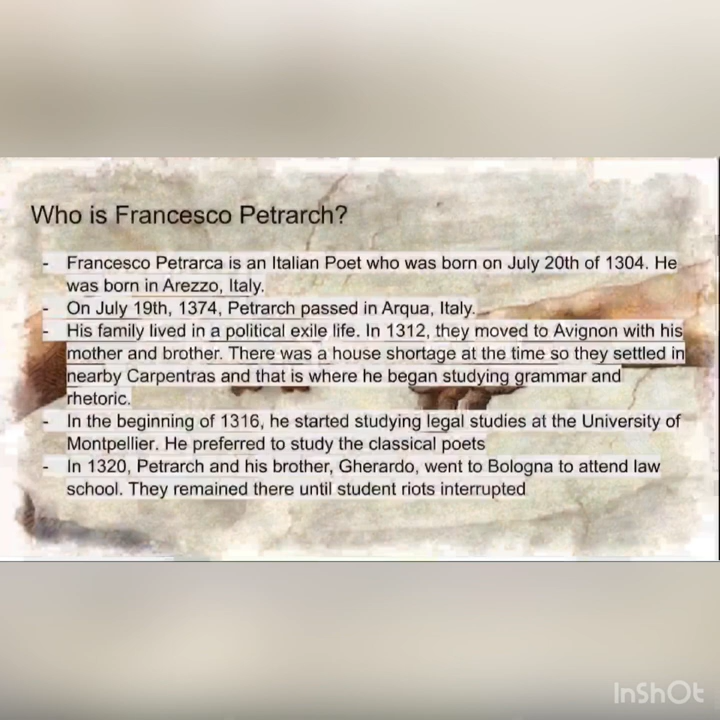 Who is Francesco Petrarch?
- Francesco Petrarca is an Italian Poet who was born on July 20th of 1304. He
was born in Arezzo, Italy.
- On July 19th, 1374, Petrarch passed in Arqua, Italy.
- His family lived in a political exile life. In 1312, they moved to Avignon with his
mother and brother. There was a house shortage at the time so they settled in
nearby Carpentras and that is where he began studying grammar and
rhetoric.
- In the beginning of 1316, he started studying legal studies at the University of
Montpellier. He preferred to study the classical poets
- In 1320, Petrarch and his brother, Gherardo, went to Bologna to attend law
school. They remained there until student riots interrupted
InShOt